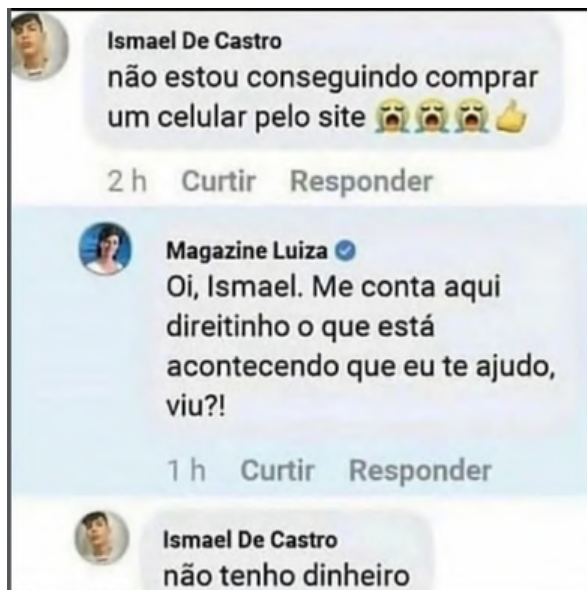 Ismael De Castro
não estou conseguindo comprar
um celular pelo site 😭😭😭👍
2 h Curtir Responder
Magazine Luiza
Oi, Ismael. Me conta aqui
direitinho o que está
acontecendo que eu te ajudo,
viu?!
1 h Curtir Responder
Ismael De Castro
não tenho dinheiro